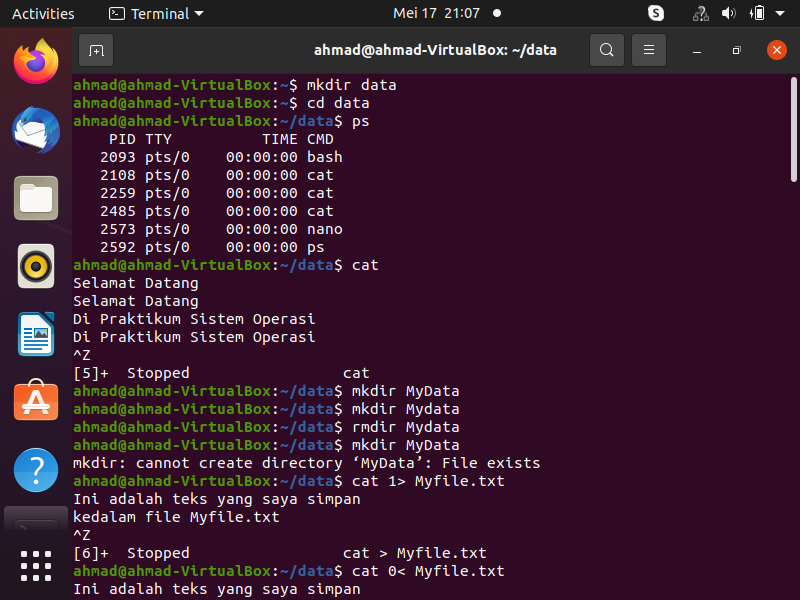 Activities Terminal Mei 17 21:07
S ?
ahmad@ahmad-VirtualBox: ~/data
ahmad@ahmad-VirtualBox:~$ mkdir data
ahmad@ahmad-VirtualBox:~$ cd data
ahmad@ahmad-VirtualBox:~/data$ ps
    PID TTY          TIME CMD
   2093 pts/0    00:00:00 bash
   2108 pts/0    00:00:00 cat
   2259 pts/0    00:00:00 cat
   2485 pts/0    00:00:00 cat
   2573 pts/0    00:00:00 nano
   2592 pts/0    00:00:00 ps
ahmad@ahmad-VirtualBox:~/data$ cat
Selamat Datang
Selamat Datang
Di Praktikum Sistem Operasi
Di Praktikum Sistem Operasi
^Z
[5]+  Stopped                 cat
ahmad@ahmad-VirtualBox:~/data$ mkdir MyData
ahmad@ahmad-VirtualBox:~/data$ mkdir Mydata
ahmad@ahmad-VirtualBox:~/data$ rmdir Mydata
ahmad@ahmad-VirtualBox:~/data$ mkdir MyData
mkdir: cannot create directory ‘MyData’: File exists
ahmad@ahmad-VirtualBox:~/data$ cat 1> Myfile.txt
Ini adalah teks yang saya simpan
kedalam file Myfile.txt
^Z
[6]+  Stopped                 cat > Myfile.txt
ahmad@ahmad-VirtualBox:~/data$ cat 0< Myfile.txt
Ini adalah teks yang saya simpan